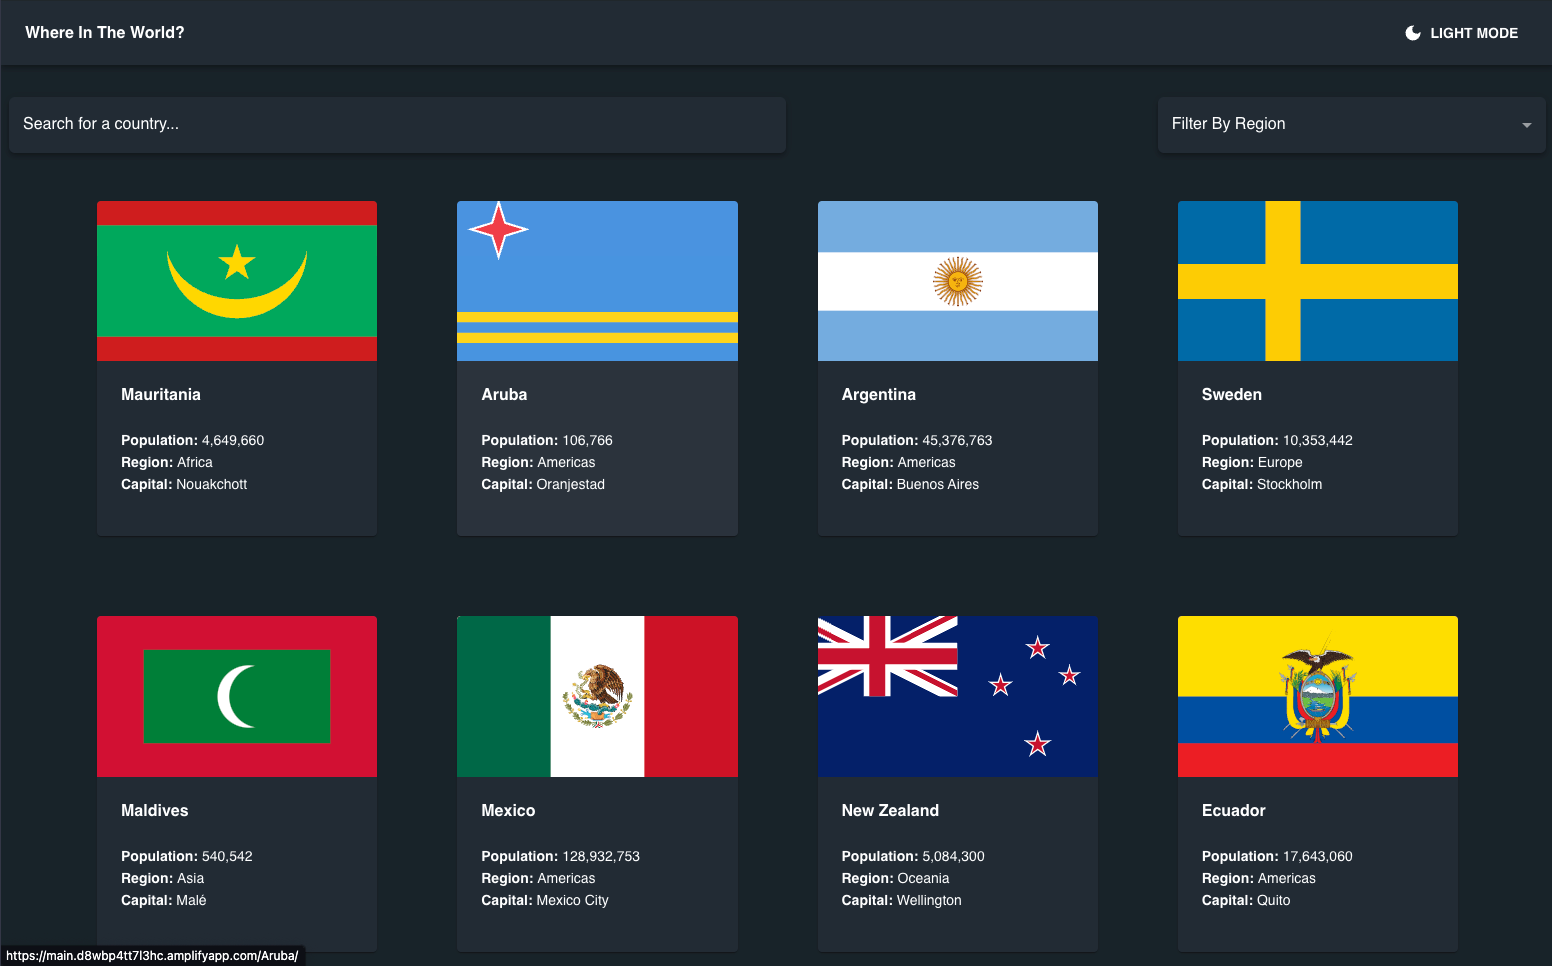 Where In The World?
LIGHT MODE
Search for a country...
Filter By Region
Mauritania
Population: 4,649,660
Region: Africa
Capital: Nouakchott
Aruba
Population: 106,766
Region: Americas
Capital: Oranjestad
Argentina
Population: 45,376,763
Region: Americas
Capital: Buenos Aires
Sweden
Population: 10,353,442
Region: Europe
Capital: Stockholm
Maldives
Population: 540,542
Region: Asia
Capital: Malé
Mexico
Population: 128,932,753
Region: Americas
Capital: Mexico City
New Zealand
Population: 5,084,300
Region: Oceania
Capital: Wellington
Ecuador
Population: 17,643,060
Region: Americas
Capital: Quito
https://main.d8wbp4tt7l3hc.amplifyapp.com/Aruba/